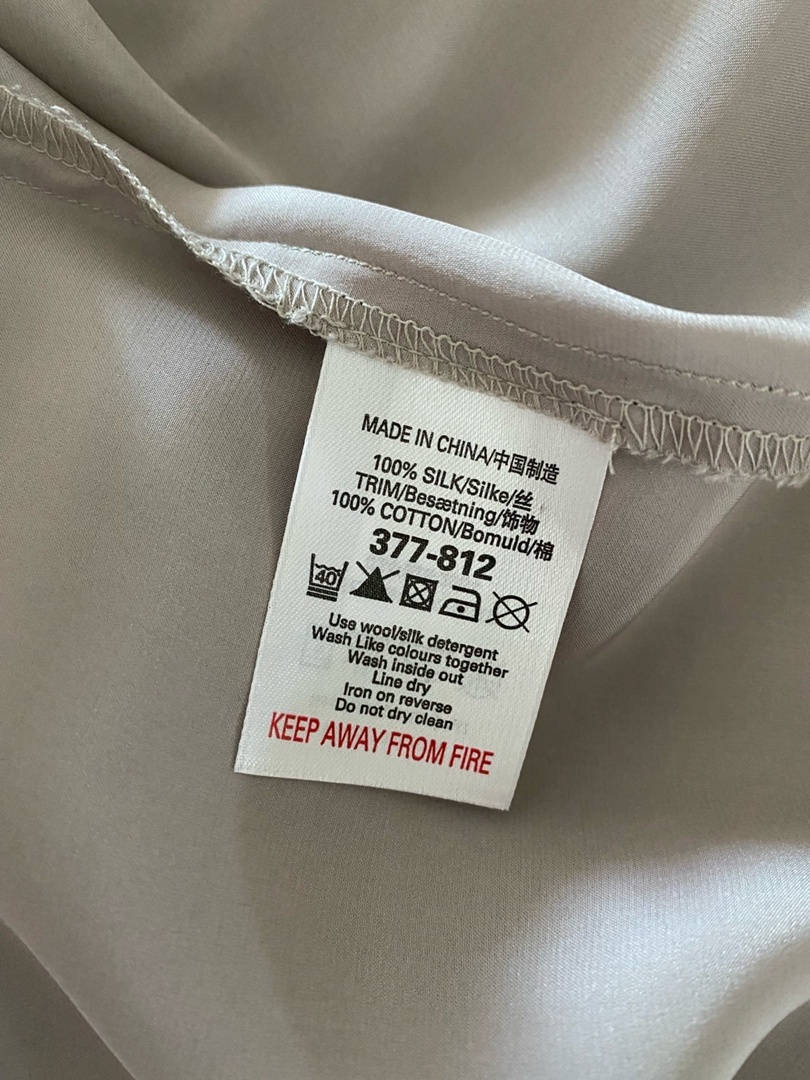 MADE IN CHINA/中国制造
100% SILK/Silke/丝
TRIM/Besætning/饰物
100% COTTON/Bomuld/棉
377-812
40
Use wool/silk detergent
Wash Like colours together
Wash inside out
Line dry
Iron on reverse
Do not dry clean
KEEP AWAY FROM FIRE